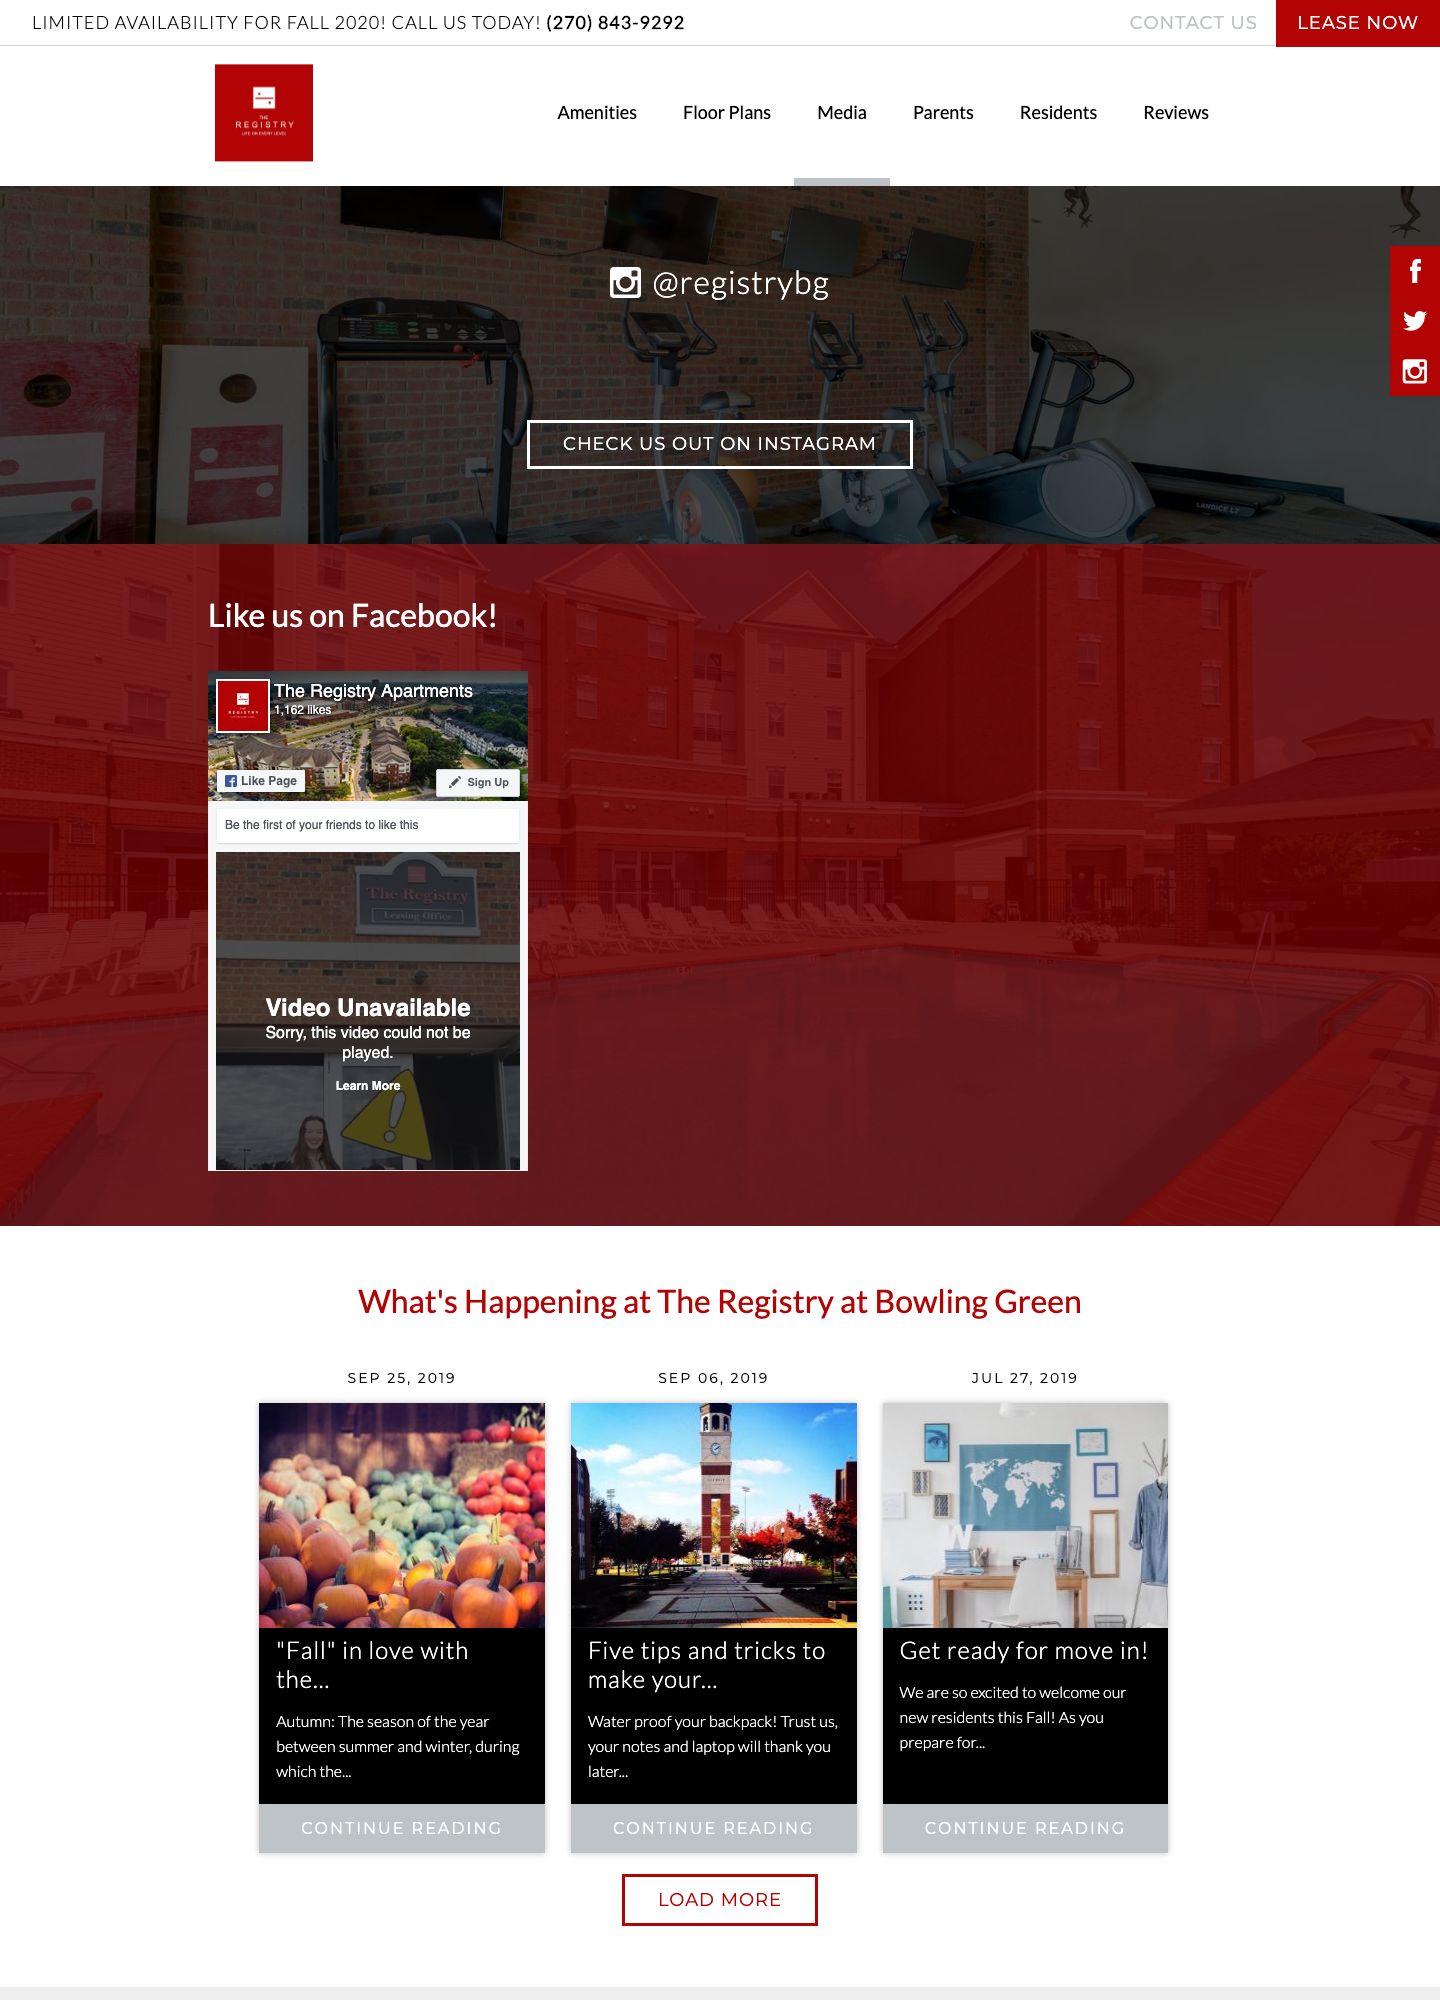 LIMITED AVAILABILITY FOR FALL 2020! CALL US TODAY! (270) 843-9292
CONTACT US
LEASE NOW
THE
REGISTRY
LIFE ON EVERY LEVEL
Amenities
Floor Plans
Media
Parents
Residents
Reviews
@registrybg
CHECK US OUT ON INSTAGRAM
LANDICE L7
Like us on Facebook!
The Registry Apartments
1,162 likes
REGISTRY
Like Page
Sign Up
Be the first of your friends to like this
The Registry
Leasing Office
Video Unavailable
Sorry, this video could not be
played.
Learn More
What's Happening at The Registry at Bowling Green
SEP 25, 2019
"Fall" in love with
the...
Autumn: The season of the year
between summer and winter, during
which the...
CONTINUE READING
SEP 06, 2019
Five tips and tricks to
make your...
Water proof your backpack! Trust us,
your notes and laptop will thank you
later...
CONTINUE READING
JUL 27, 2019
W
Get ready for move in!
We are so excited to welcome our
new residents this Fall! As you
prepare for...
CONTINUE READING
LOAD MORE